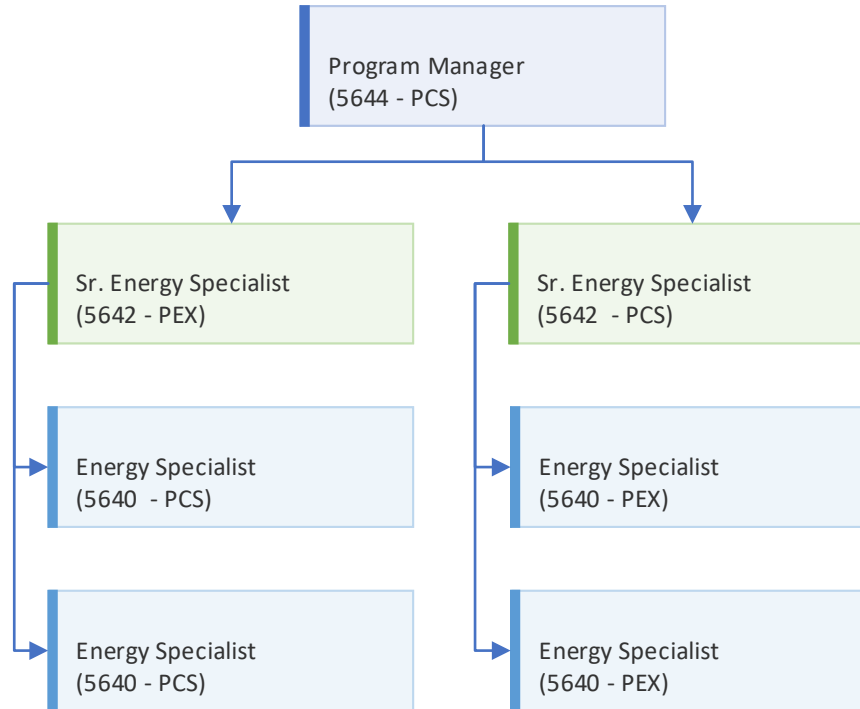 Program Manager
(5644 - PCS)
Sr. Energy Specialist
(5642 - PEX)
Sr. Energy Specialist
(5642  - PCS)
Energy Specialist
(5640  - PCS)
Energy Specialist
(5640 - PEX)
Energy Specialist
(5640 - PCS)
Energy Specialist
(5640 - PEX)